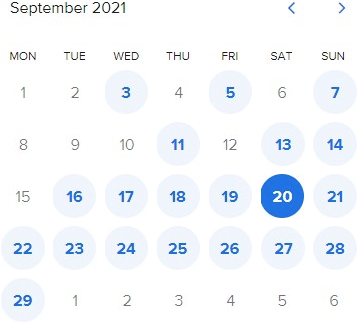 September 2021 < >
MON TUE WED THU FRI SAT SUN
1 2 3 4 5 6 7
8 9 10 11 12 13 14
15 16 17 18 19 20 21
22 23 24 25 26 27 28
29 1 2 3 4 5 6